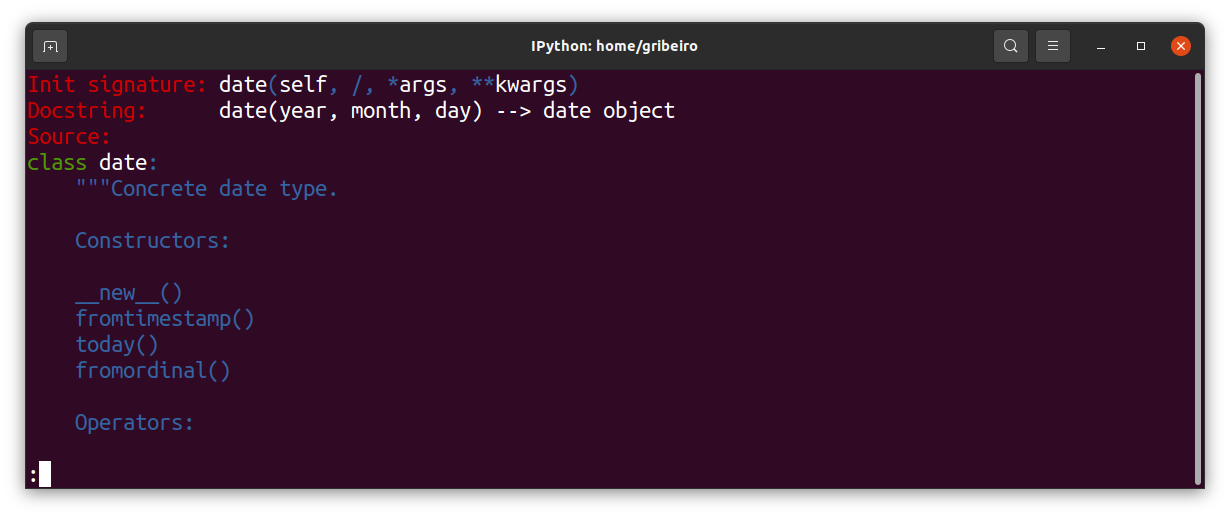 IPython: home/gribeiro
Init signature: date(self, /, *args, **kwargs)
Docstring:      date(year, month, day) --> date object
Source:
class date:
    """Concrete date type.
    Constructors:
    __new__()
    fromtimestamp()
    today()
    fromordinal()
    Operators:
: